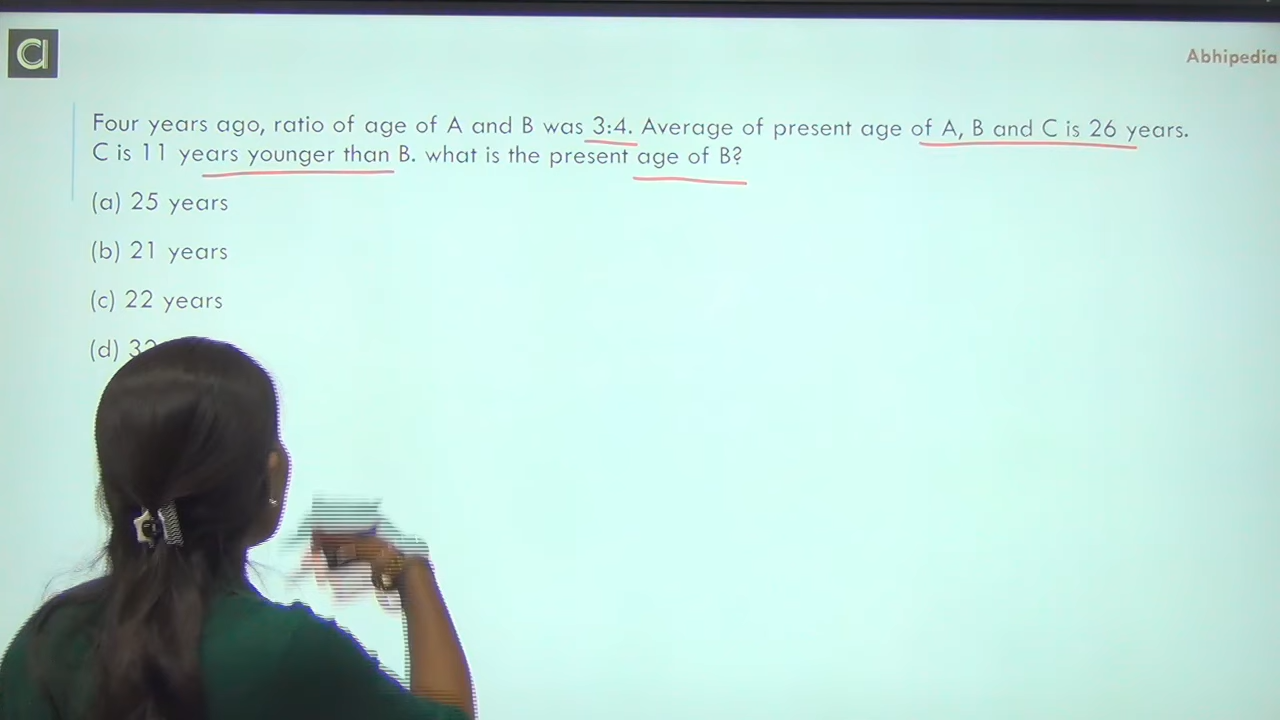 a
Abhipedia
Four years ago, ratio of age of A and B was 3:4. Average of present age of A, B and C is 26 years.
C is 11 years younger than B. what is the present age of B?
(a) 25 years
(b) 21 years
(c) 22 years
(d)